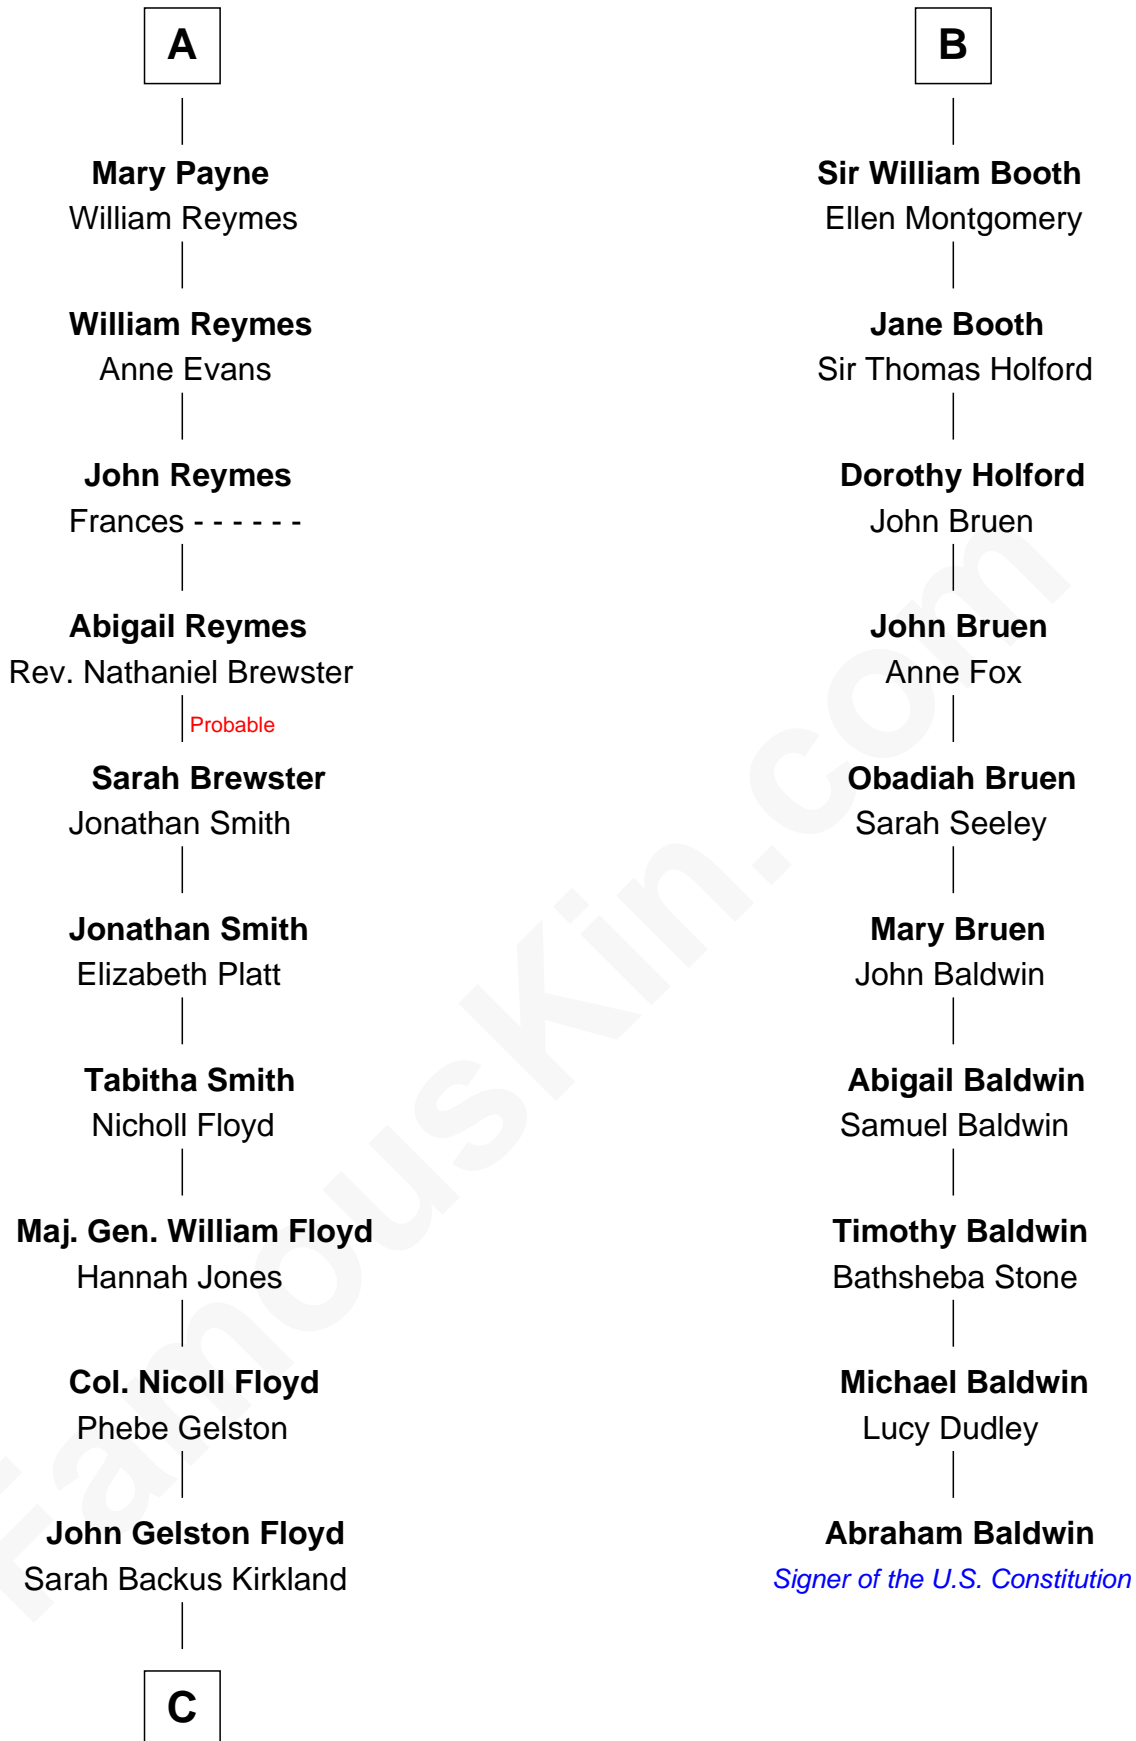 A
Mary Payne
William Reymes
William Reymes
Anne Evans
John Reymes
Frances - - - - - -
Abigail Reymes
Rev. Nathaniel Brewster
Probable
Sarah Brewster
Jonathan Smith
Jonathan Smith
Elizabeth Platt
Tabitha Smith
Nicholl Floyd
Maj. Gen. William Floyd
Hannah Jones
Col. Nicoll Floyd
Phebe Gelston
John Gelston Floyd
Sarah Backus Kirkland
C
B
Sir William Booth
Ellen Montgomery
Jane Booth
Sir Thomas Holford
Dorothy Holford
John Bruen
John Bruen
Anne Fox
Obadiah Bruen
Sarah Seeley
Mary Bruen
John Baldwin
Abigail Baldwin
Samuel Baldwin
Timothy Baldwin
Bathsheba Stone
Michael Baldwin
Lucy Dudley
Abraham Baldwin
Signer of the U.S. Constitution
FamousKin.com